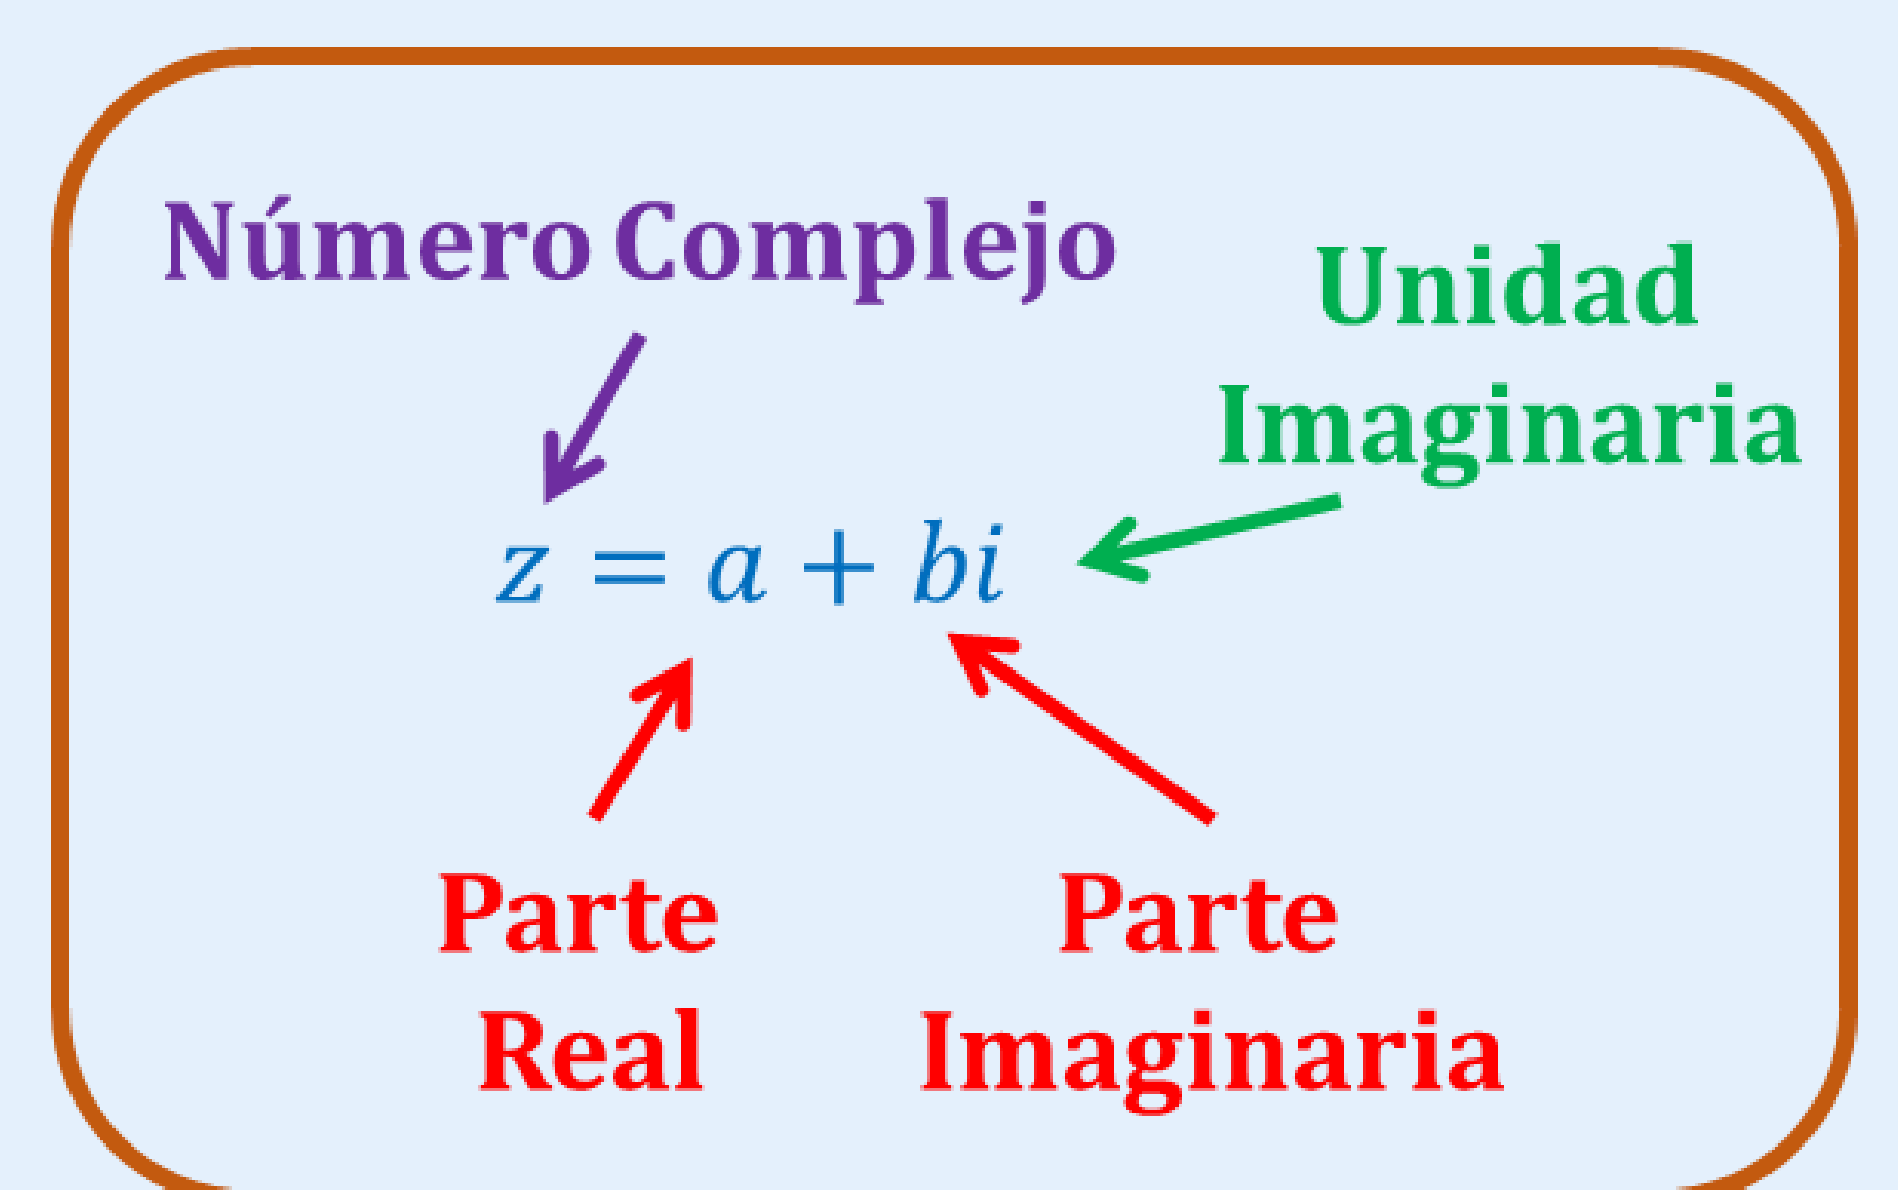 Número Complejo
Unidad
Imaginaria
z = a + bi
Parte
Real
Parte
Imaginaria